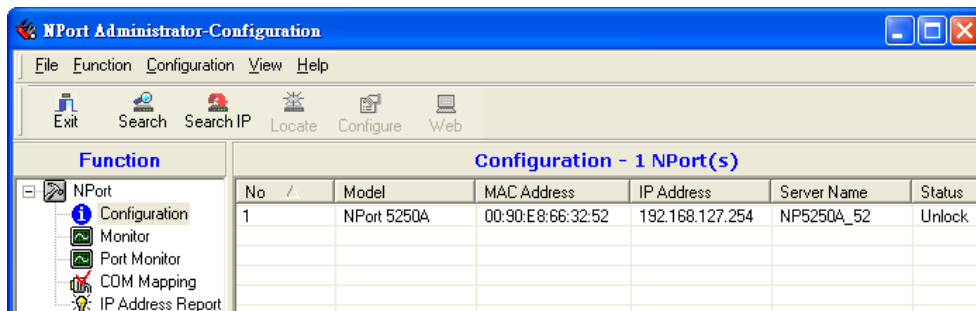 NPort Administrator-Configuration
File Function Configuration View Help
Exit Search Search IP Locate Configure Web
Function
Configuration - 1 NPort(s)
NPort
Configuration
Monitor
Port Monitor
COM Mapping
IP Address Report
No Model MAC Address IP Address Server Name Status
1 NPort 5250A 00:90:E8:66:32:52 192.168.127.254 NP5250A_52 Unlock